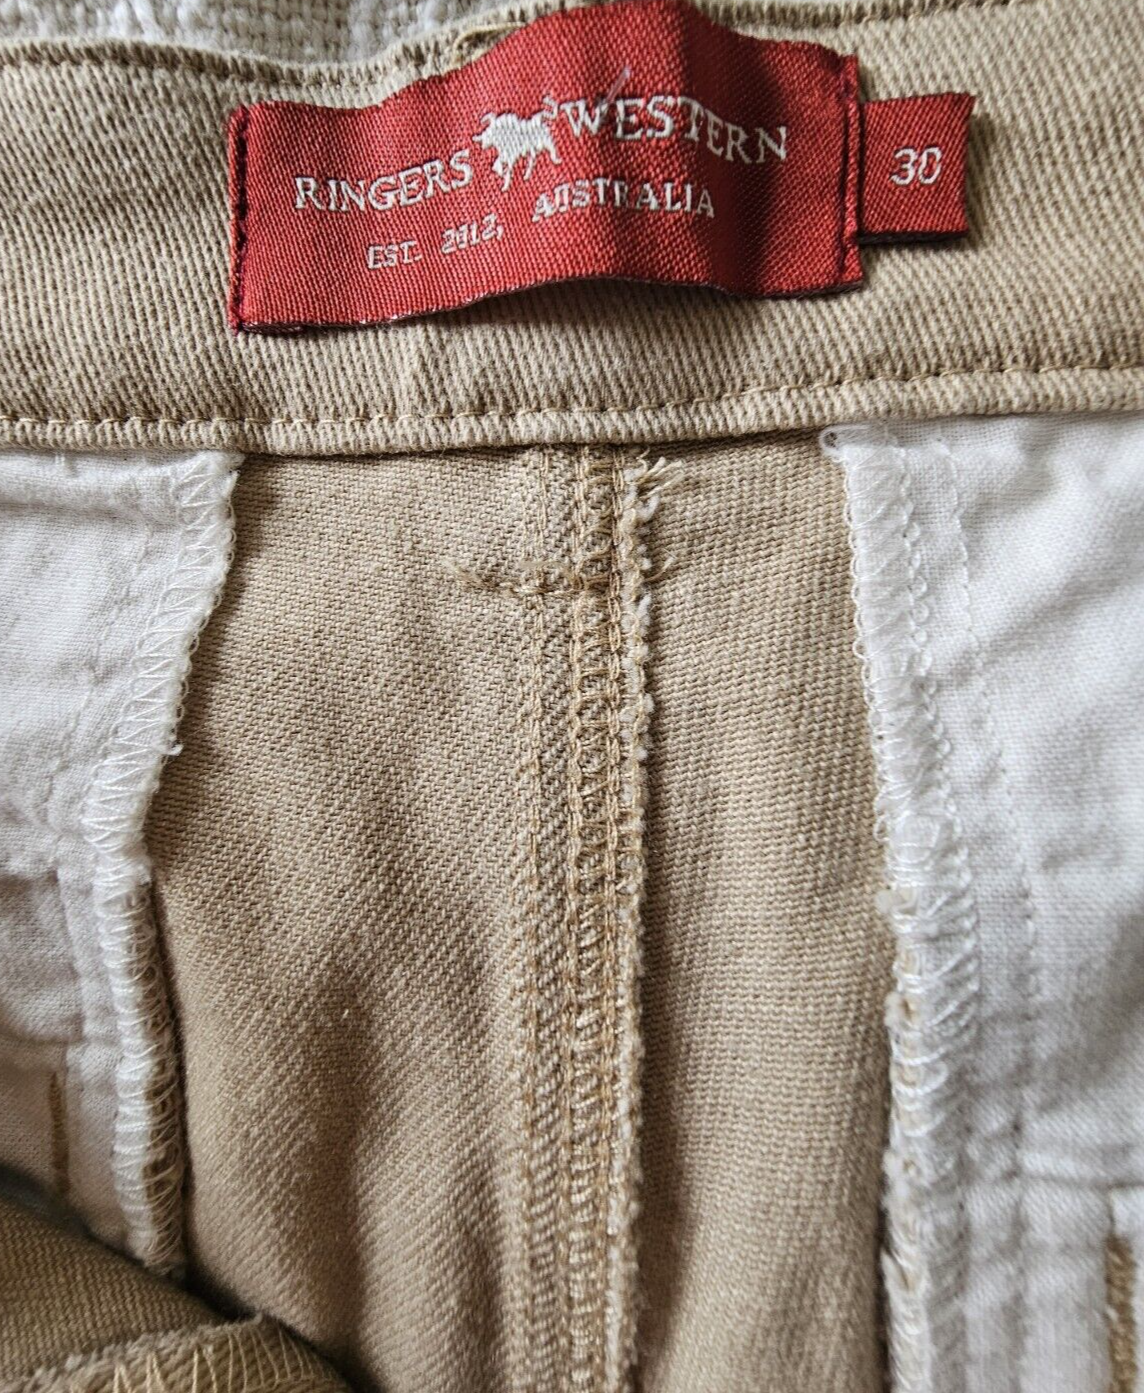 RINGERS WESTERN
EST. 2012, AUSTRALIA
30